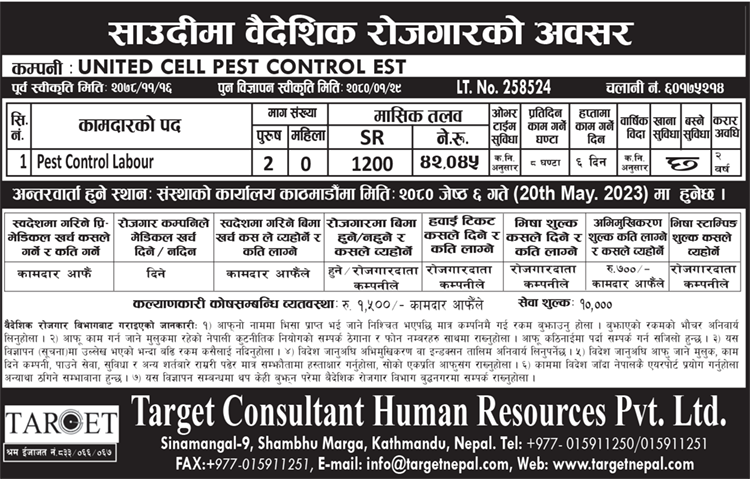 साउदीमा वैदेशिक रोजगारको अवसर
कम्पनी : UNITED CELL PEST CONTROL EST
पूर्व स्वीकृति मिति: २०७८/११/१६ पुन विज्ञापन स्वीकृति मिति: २०८०/०१/२९ LT. No. 258524 चलानी नं. ६०१७५२१४
सि. नं. कामदारको पद माग संख्या पुरुष महिला मासिक तलव SR ने.रु. ओभर टाईम सुविधा प्रतिदिन काम गर्ने घण्टा हप्तामा काम गर्ने दिन वार्षिक विदा खाना सुविधा बस्ने सुविधा करार अवधि
1 Pest Control Labour 2 0 1200 ४२,०४५ क.नि. अनुसार ८ घण्टा ६ दिन क.नि. अनुसार छ २ वर्ष
अन्तरवार्ता हुने स्थान: संस्थाको कार्यालय काठमाडौंमा मिति: २०८० जेष्ठ ६ गते (20th May. 2023) मा हुनेछ ।
स्वदेशमा गरिने प्रि-मेडिकल खर्च कसले गर्ने र कति गर्ने रोजगार कम्पनिले मेडिकल खर्च दिने / नदिन स्वदेशमा गरिने बिमा खर्च कस ले व्यहोर्ने र कति लाग्ने रोजगारमा बिमा हुने/नहुने र कसले व्यहोर्ने हवाई टिकट कसले दिने र कति लाग्ने भिषा शुल्क कसले दिने र कति लाग्ने अभिमुखिकरण शुल्क कति लाग्ने र कसले व्यहोर्ने भिषा स्टाम्पिङ शुल्क कसले व्यहोर्ने
कामदार आफैँ दिने कामदार आफैँले हुने/ रोजगारदाता कम्पनीले रोजगारदाता कम्पनीले रोजगारदाता कम्पनीले रु.७००/- कामदार आफैँले रोजगारदाता कम्पनीले
कल्याणकारी कोषसम्बन्धि व्यवस्था: रु. १,५००/- कामदार आफैँले सेवा शुल्क: १०,०००
वैदेशिक रोजगार विभागबाट गराइएको जानकारी: १) आफ्नो नाममा भिसा प्राप्त भई जाने निश्चित भएपछि मात्र कम्पनिमै गई रकम बुझाउनु होला । बुझाएको रकमको भौचर अनिवार्य
लिनुहोला । २) आफू काम गर्न जाने मुलुकमा रहेको नेपाली कुटनीतिक नियोगको सम्पर्क ठेगाना र फोन नम्बरहरु साथमा राख्नुहोला । आफू कठिनाईमा पर्दा सम्पर्क गर्न सजिलो हुन्छ । ३) यस
विज्ञापन (सूचना)मा उल्लेख भएको भन्दा बढि रकम कसैलाई नदिनुहोला । ४) विदेश जानुअघि अभिमुखिकरण वा ईन्डक्सन तालिम अनिवार्य लिनुपर्नेछ । ५) विदेश जानुअघि आफू जाने मुलुक, काम
दिने कम्पनी, पाउने सेवा, सुविधा र अन्य शर्तबारे राम्ररी पढेर मात्र सम्झौतामा हस्ताक्षर गर्नुहोला, सोको एकप्रति आफूसग राख्नुहोला । ६) काममा विदेश जाँदा नेपालकै एयरपोर्ट प्रयोग गर्नुहोला
अन्यथा ठगिने सम्भावाना हुन्छ । ७) यस विज्ञापन सम्बन्धमा थप केही बुझ्न परेमा वैदेशिक रोजगार विभाग बुद्धनगरमा सम्पर्क राख्नुहोला ।
TARGET
श्रम ईजाजत नं.८३३/०६६/०६७
Target Consultant Human Resources Pvt. Ltd.
Sinamangal-9, Shambhu Marga, Kathmandu, Nepal. Tel: +977- 015911250/015911251
FAX:+977-015911251, E-mail: info@targetnepal.com, Web: www.targetnepal.com